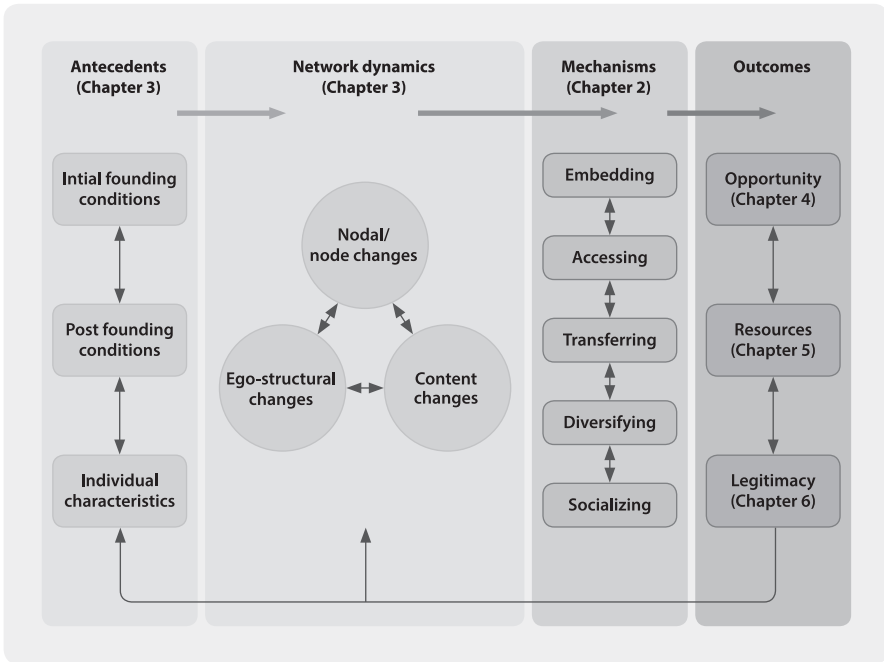 Antecedents
(Chapter 3)
Network dynamics
(Chapter 3)
Mechanisms
(Chapter 2)
Outcomes
Intial founding
conditions
Post founding
conditions
Individual
characteristics
Nodal/
node changes
Ego-structural
changes
Content
changes
Embedding
Accessing
Transferring
Diversifying
Socializing
Opportunity
(Chapter 4)
Resources
(Chapter 5)
Legitimacy
(Chapter 6)